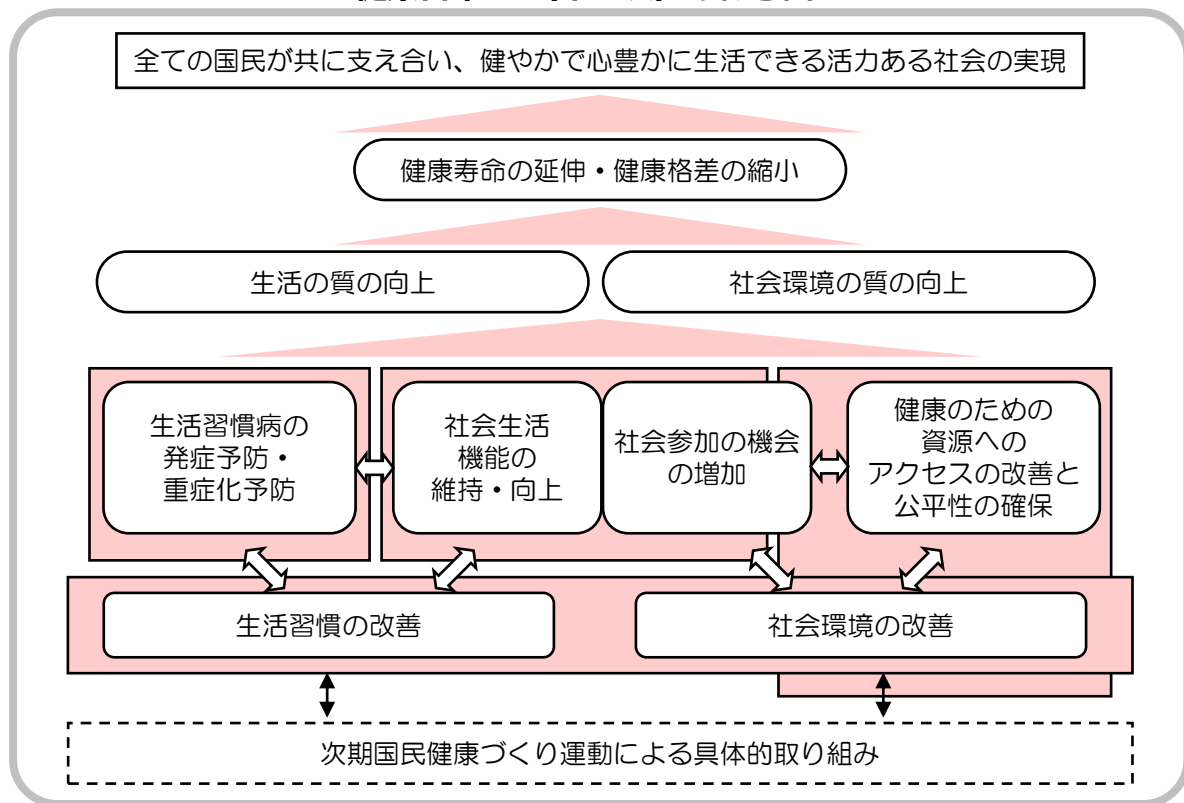 全ての国民が共に支え合い、健やかで心豊かに生活できる活力ある社会の実現
健康寿命の延伸・健康格差の縮小
生活の質の向上
社会環境の質の向上
生活習慣病の
発症予防・
重症化予防
社会生活
機能の
維持・向上
社会参加の機会
の増加
健康のための
資源への
アクセスの改善と
公平性の確保
生活習慣の改善
社会環境の改善
次期国民健康づくり運動による具体的取り組み